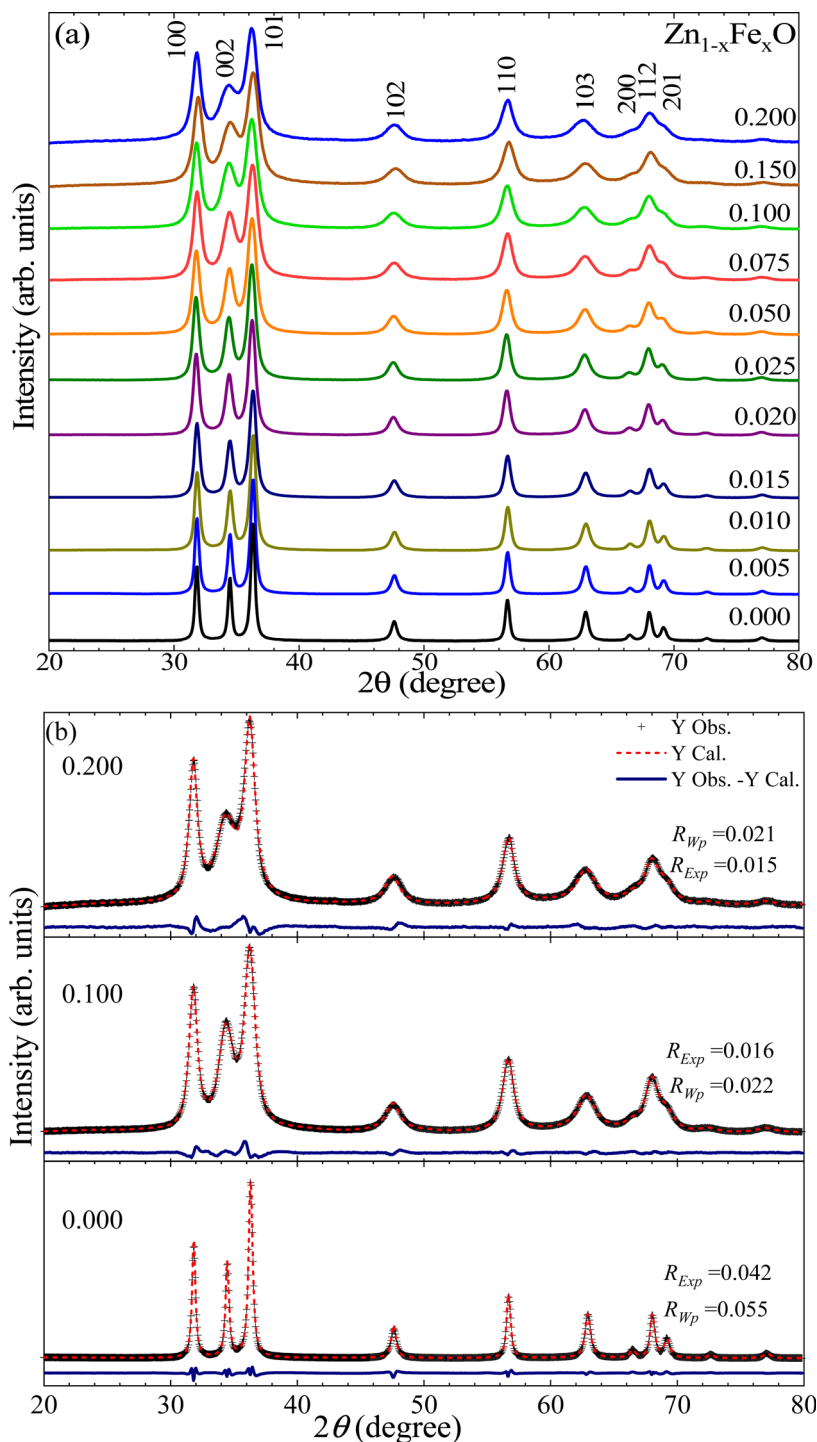 (a)
Zn1-xFexO
100
002
101
102
110
103
200
112
201
0.200
0.150
0.100
0.075
0.050
0.025
0.020
0.015
0.010
0.005
0.000
Intensity (arb. units)
20 30 40 50 60 70 80
2θ (degree)
(b)
+ Y Obs.
Y Cal.
Y Obs. -Y Cal.
0.200
RWp =0.021
RExp =0.015
0.100
RExp =0.016
RWp =0.022
0.000
RExp =0.042
RWp =0.055
Intensity (arb. units)
20 30 40 50 60 70 80
2θ (degree)